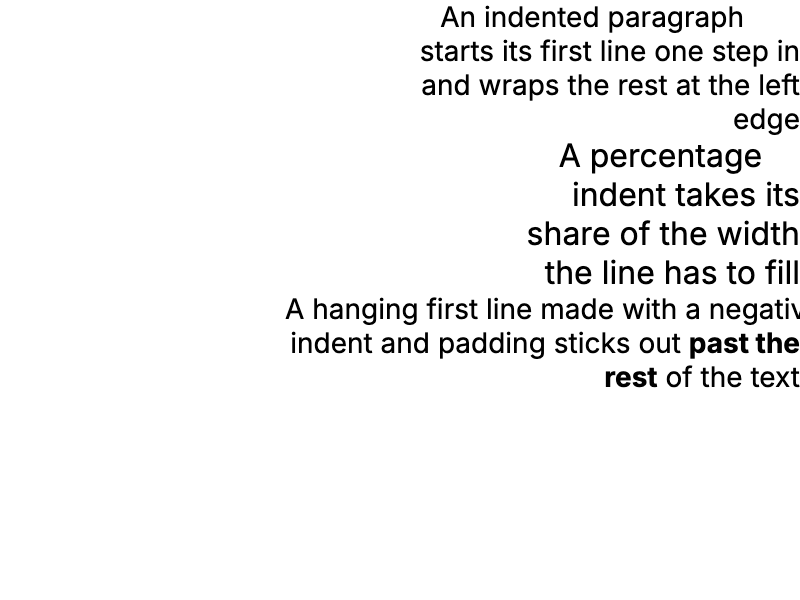 An indented paragraph
starts its first line one step in
and wraps the rest at the left
edge
A percentage
indent takes its
share of the width
the line has to fill
A hanging first line made with a negativ
indent and padding sticks out past the
rest of the text